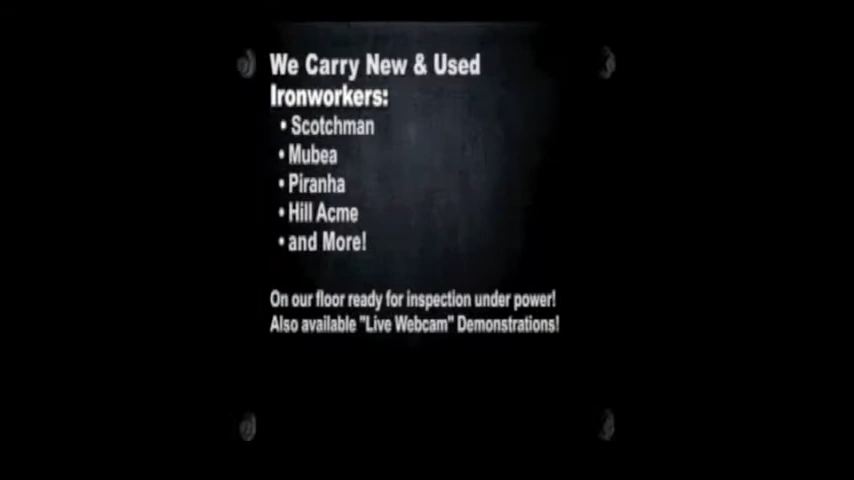 We Carry New & Used
Ironworkers:
• Scotchman
• Mubea
• Piranha
• Hill Acme
• and More!
On our floor ready for inspection under power!
Also available "Live Webcam" Demonstrations!